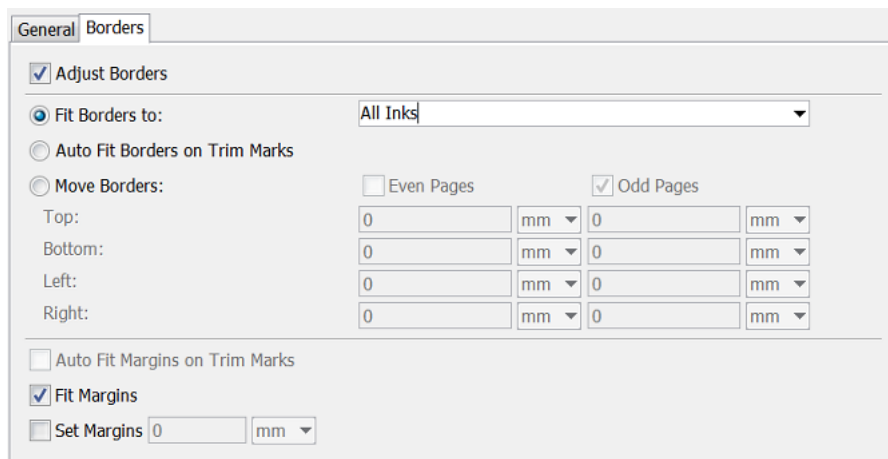 General Borders
Adjust Borders
Fit Borders to: All Inks
Auto Fit Borders on Trim Marks
Move Borders: Even Pages Odd Pages
Top: 0 mm 0 mm
Bottom: 0 mm 0 mm
Left: 0 mm 0 mm
Right: 0 mm 0 mm
Auto Fit Margins on Trim Marks
Fit Margins
Set Margins 0 mm